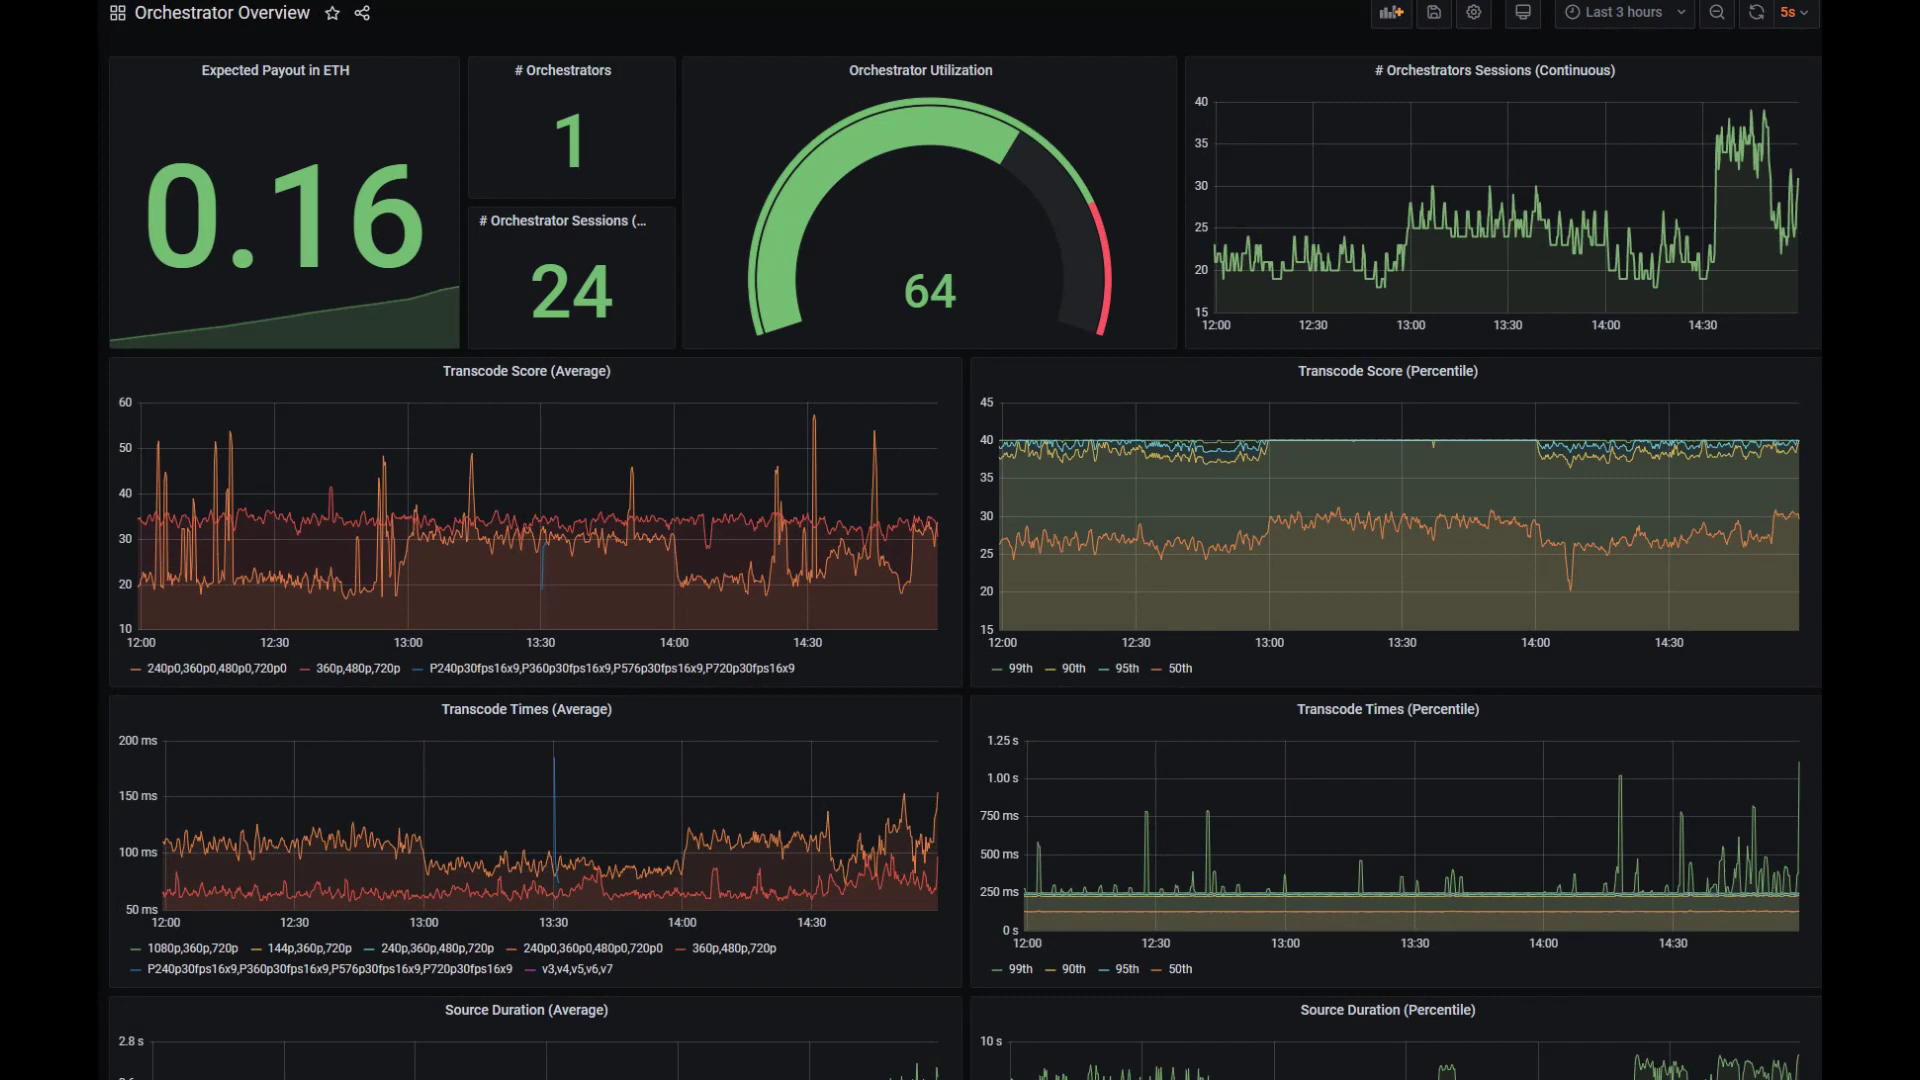 Orchestrator Overview
Last 3 hours
5s
Expected Payout in ETH
0.16
# Orchestrators
1
# Orchestrator Sessions (...
24
Orchestrator Utilization
64
# Orchestrators Sessions (Continuous)
40
35
30
25
20
15
12:00 12:30 13:00 13:30 14:00 14:30
Transcode Score (Average)
60
50
40
30
20
10
12:00 12:30 13:00 13:30 14:00 14:30
240p0,360p0,480p0,720p0 360p,480p,720p P240p30fps16x9,P360p30fps16x9,P576p30fps16x9,P720p30fps16x9
Transcode Score (Percentile)
45
40
35
30
25
20
15
12:00 12:30 13:00 13:30 14:00 14:30
99th 90th 95th 50th
Transcode Times (Average)
200 ms
150 ms
100 ms
50 ms
12:00 12:30 13:00 13:30 14:00 14:30
1080p,360p,720p 144p,360p,720p 240p,360p,480p,720p 240p0,360p0,480p0,720p0 360p,480p,720p
P240p30fps16x9,P360p30fps16x9,P576p30fps16x9,P720p30fps16x9 v3,v4,v5,v6,v7
Transcode Times (Percentile)
1.25 s
1.00 s
750 ms
500 ms
250 ms
0 s
12:00 12:30 13:00 13:30 14:00 14:30
99th 90th 95th 50th
Source Duration (Average)
2.8 s
Source Duration (Percentile)
10 s